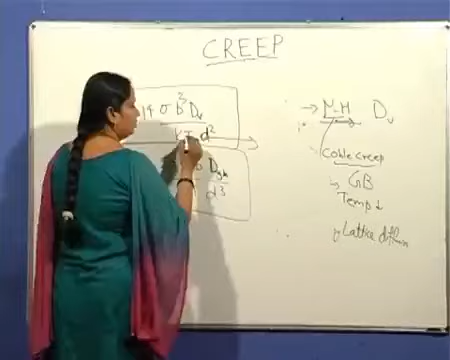 CREEP
14 σ b³ Dv
kT d²
Dgb
d³
→ N-H Dv
Coble creep
↳ GB
Temp ↓
Lattice diffusion